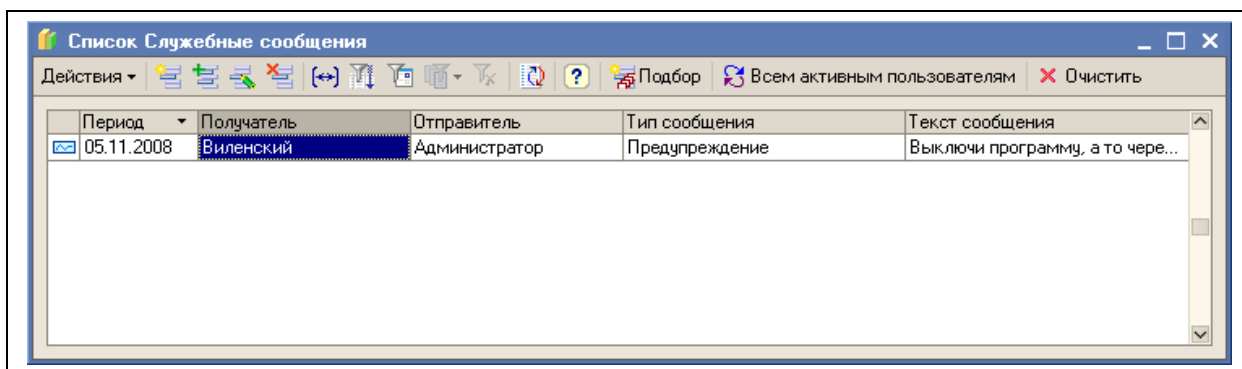 Список Служебные сообщения
Действия Подбор Всем активным пользователям Очистить
Период Получатель Отправитель Тип сообщения Текст сообщения
05.11.2008 Виленский Администратор Предупреждение Выключи программу, а то чере...